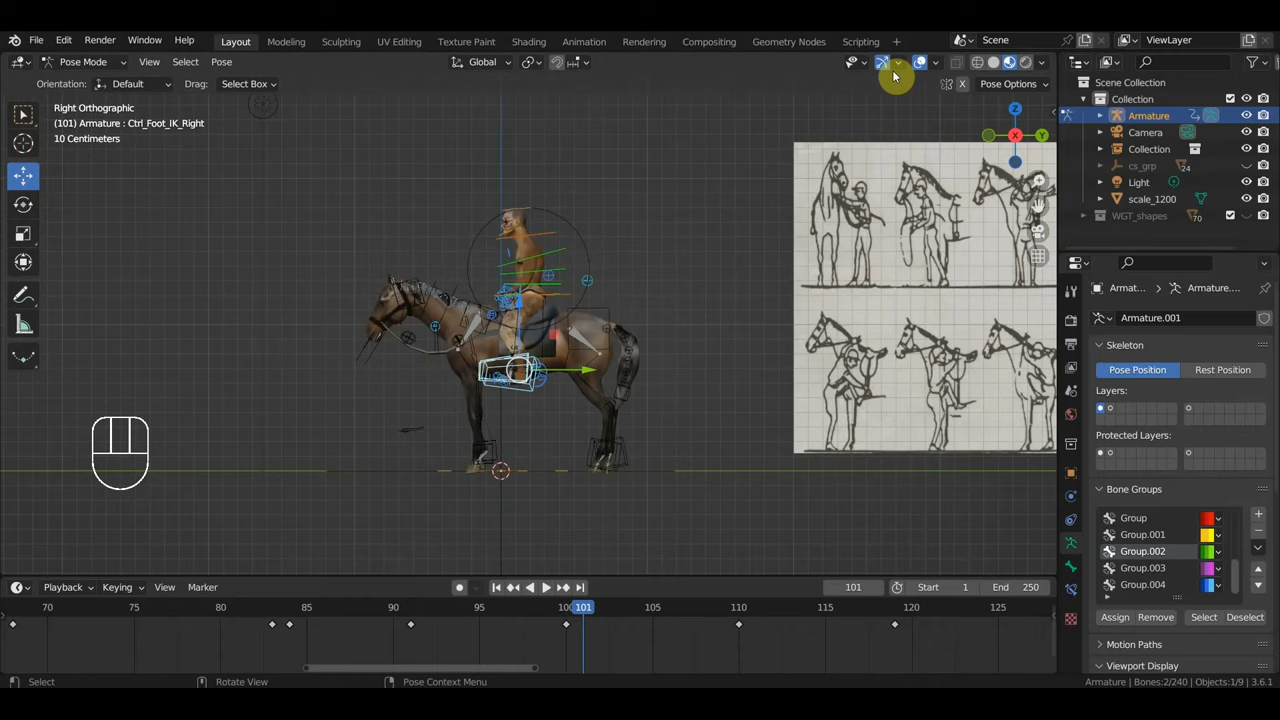 File Edit Render Window Help Layout Modeling Sculpting UV Editing Texture Paint Shading Animation Rendering Compositing Geometry Nodes Scripting + Scene ViewLayer
Pose Mode View Select Pose Global
Orientation: Default Drag: Select Box X Pose Options
Right Orthographic
(101) Armature : Ctrl_Foot_IK_Right
10 Centimeters
Z
Y
X
Scene Collection
Collection
Armature
Camera
Collection
cs_grp 24
Light
scale_1200
WGT_shapes 70
Armat... Armature....
Armature.001
Skeleton
Pose Position Rest Position
Layers:
Protected Layers:
Bone Groups
Group
Group.001
Group.002
Group.003
Group.004
Assign Remove Select Deselect
Motion Paths
Viewport Display
Playback Keying View Marker 101 Start 1 End 250
70 75 80 85 90 95 100 101 105 110 115 120 125
Select Rotate View Pose Context Menu Armature | Bones:2/240 | Objects:1/9 | 3.6.1